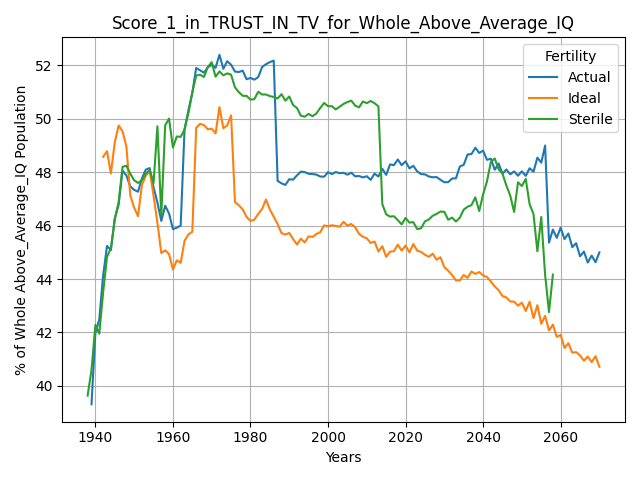 Score_1_in_TRUST_IN_TV_for_Whole_Above_Average_IQ
% of Whole Above_Average_IQ Population
52
50
48
46
44
42
40
Fertility
Actual
Ideal
Sterile
1940 1960 1980 2000 2020 2040 2060
Years